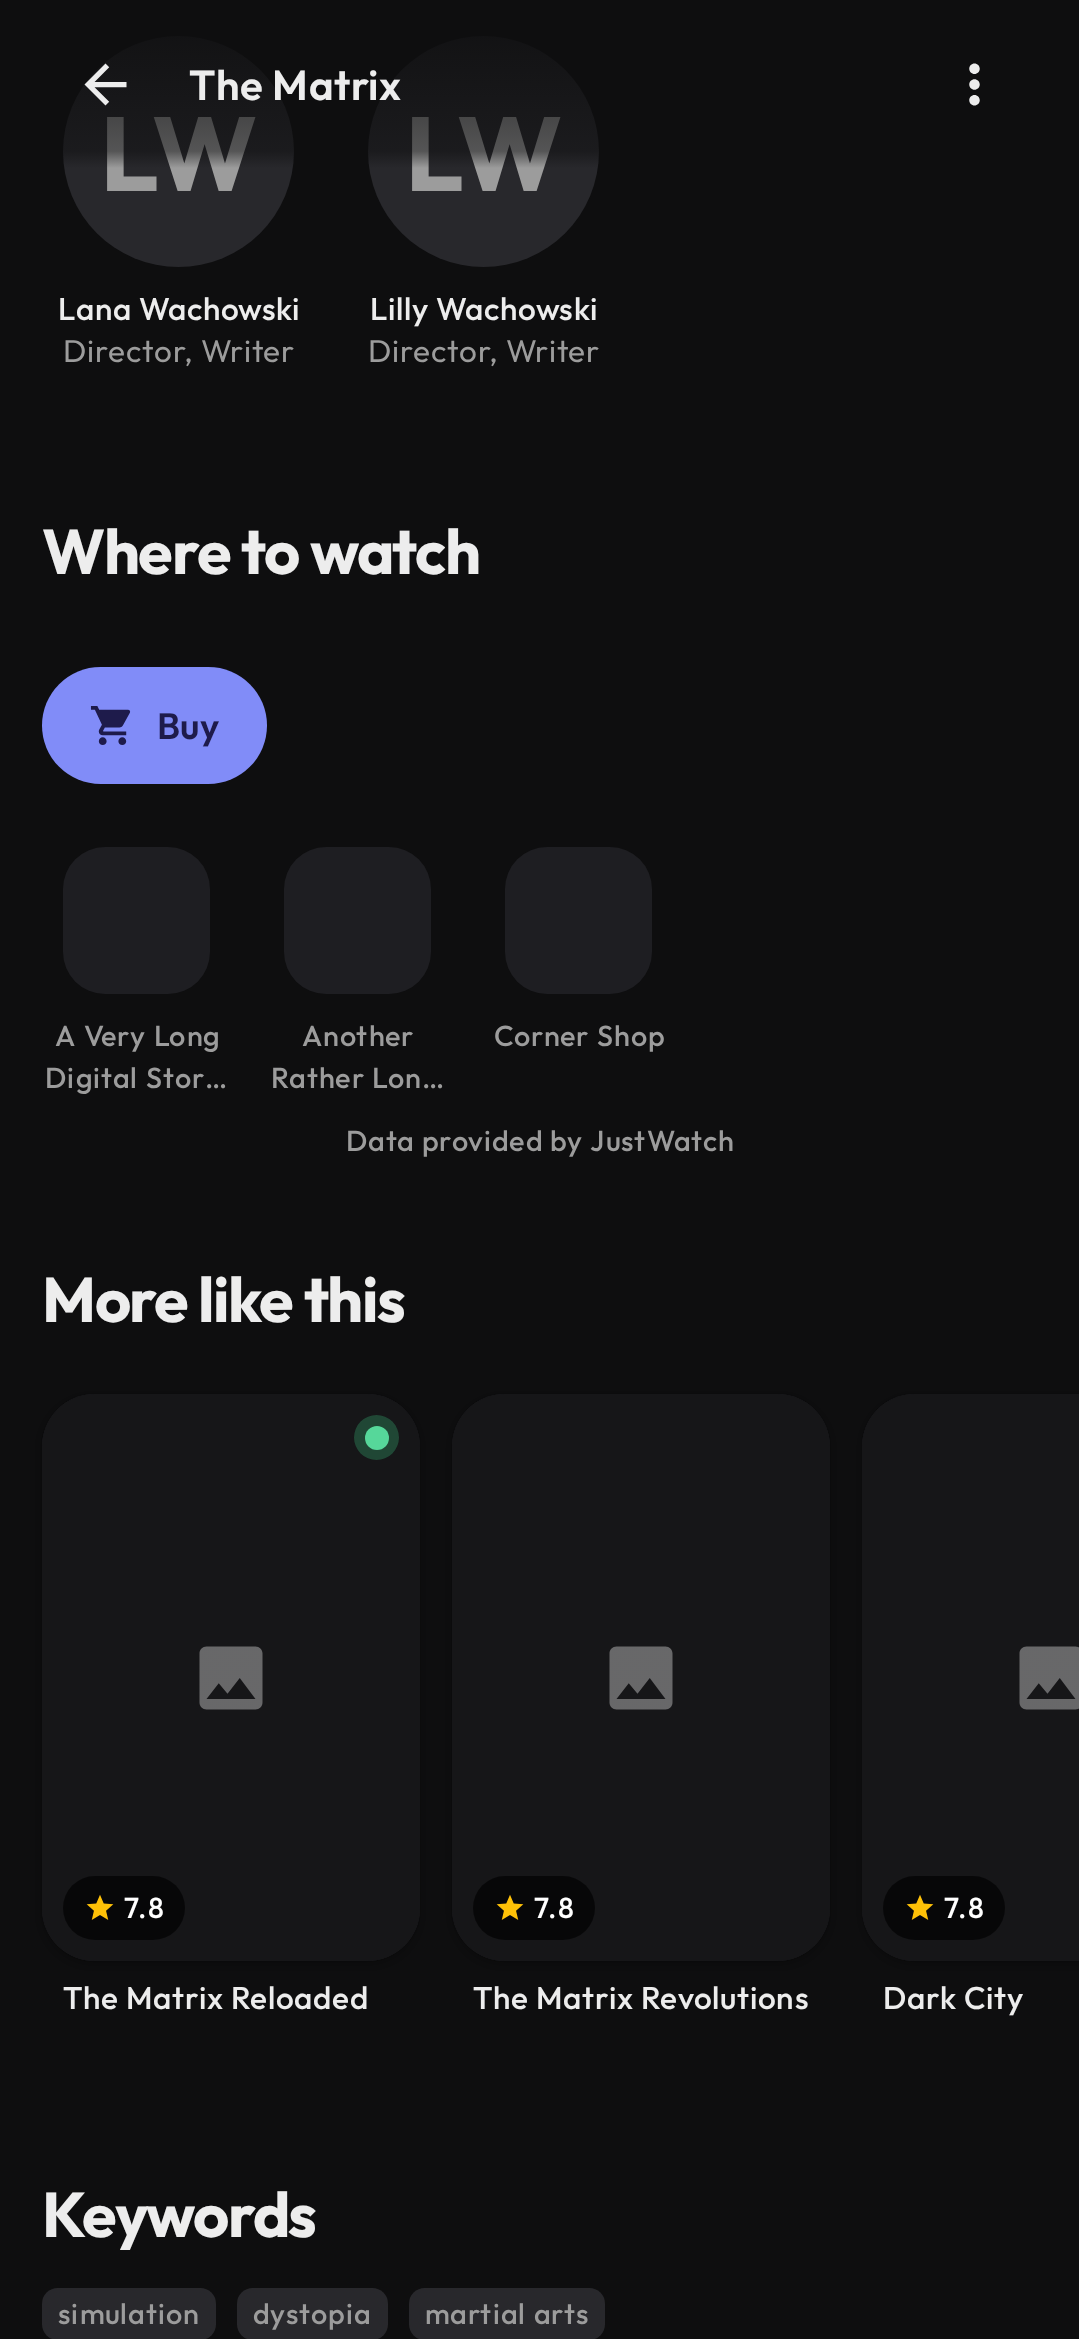 The Matrix
LW LW
Lana Wachowski Lilly Wachowski
Director, Writer Director, Writer
Where to watch
Buy
A Very Long Another Corner Shop
Digital Stor... Rather Lon...
Data provided by JustWatch
More like this
7.8 7.8 7.8
The Matrix Reloaded The Matrix Revolutions Dark City
Keywords
simulation dystopia martial arts